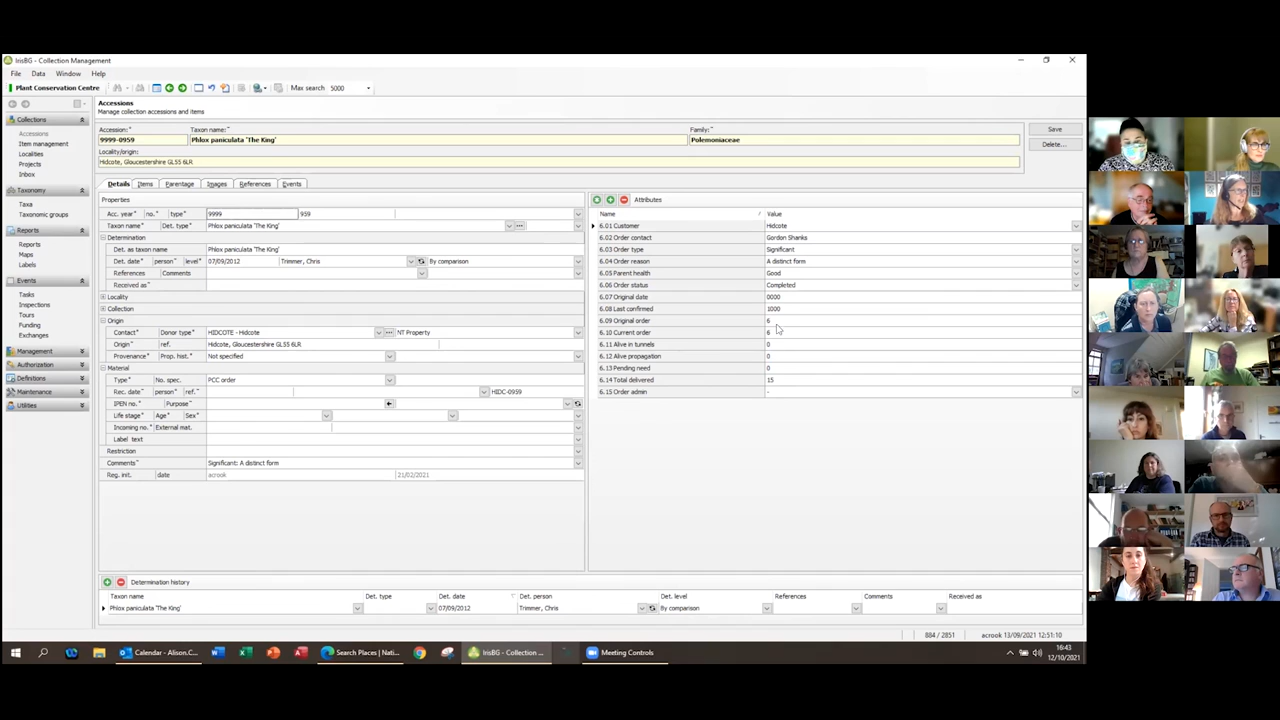 IrisBG - Collection Management
File Data Window Help
Plant Conservation Centre Max search 5000
Accessions
Manage collection accessions and items
Collections
Accessions
Item management
Localities
Projects
Inbox
Taxonomy
Taxa
Taxonomic groups
Reports
Reports
Maps
Labels
Events
Tasks
Inspections
Tours
Funding
Exchanges
Management
Authorization
Definitions
Maintenance
Utilities
Accession: Taxon name: Family:
9999-0959 Phlox paniculata 'The King' Polemoniaceae
Locality/origin:
Hidcote, Gloucestershire GL55 6LR
Save
Delete...
Details Items Parentage Images References Events
Properties
Acc. year no. type 9999 959
Taxon name Det. type Phlox paniculata 'The King'
Determination
Det. as taxon name Phlox paniculata 'The King'
Det. date person level 07/09/2012 Trimmer, Chris By comparison
References Comments
Received as
Locality
Collection
Origin
Contact Donor type HIDCOTE - Hidcote NT Property
Origin ref. Hidcote, Gloucestershire GL55 6LR
Provenance Prop. hist. Not specified
Material
Type No. spec. PCC order
Rec. date person ref. HIDC-0959
IPEN no. Purpose
Life stage Age Sex
Incoming no. External mat.
Label text
Restriction
Comments Significant: A distinct form
Reg. init. date acrook 21/02/2021
Attributes
Name Value
6.01 Customer Hidcote
6.02 Order contact Gordon Shanks
6.03 Order type Significant
6.04 Order reason A distinct form
6.05 Parent health Good
6.06 Order status Completed
6.07 Original date 0000
6.08 Last confirmed 1000
6.09 Original order 6
6.10 Current order 6
6.11 Alive in tunnels 0
6.12 Alive propagation 0
6.13 Pending need 0
6.14 Total delivered 15
6.15 Order admin -
Determination history
Taxon name Det. type Det. date Det. person Det. level References Comments Received as
Phlox paniculata 'The King' 07/09/2012 Trimmer, Chris By comparison
884 / 2851 acrook 13/09/2021 12:51:10
Calendar - Alison.C... Search Places | Nati... IrisBG - Collection ... Meeting Controls
16:43
12/10/2021